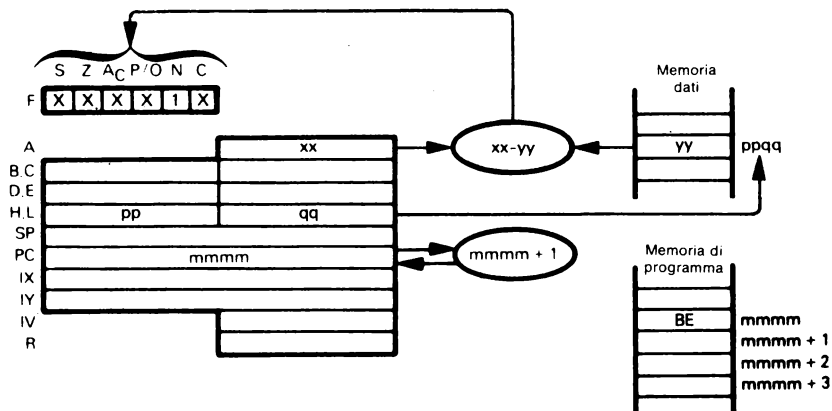 S Z AC P/O N C
F X X X X 1 X
Memoria
dati
A xx xx-yy yy ppqq
B.C
D.E
H.L pp qq
SP
PC mmmm mmmm + 1
IX
IY
IV
R
Memoria di
programma
BE mmmm
mmmm + 1
mmmm + 2
mmmm + 3